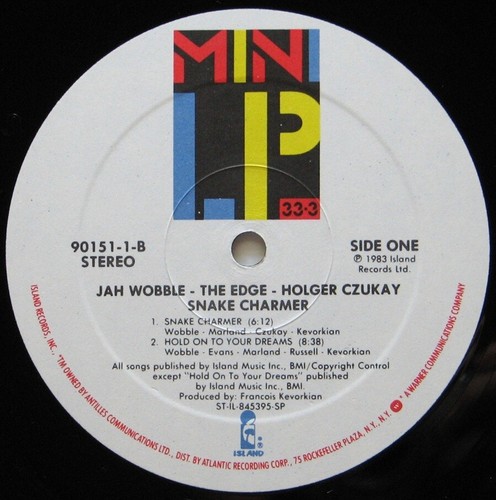 MINI
LP
33·3
90151-1-B
STEREO
SIDE ONE
℗ 1983 Island
Records Ltd.
JAH WOBBLE - THE EDGE - HOLGER CZUKAY
SNAKE CHARMER
1. SNAKE CHARMER (6:12)
Wobble - Marland - Czukay - Kevorkian
2. HOLD ON TO YOUR DREAMS (8:38)
Wobble - Evans - Marland - Russell - Kevorkian
All songs published by Island Music Inc., BMI/Copyright Control
except "Hold On To Your Dreams" published
by Island Music Inc., BMI.
Produced by: Francois Kevorkian
ST-IL-845395-SP
ISLAND ®
ISLAND RECORDS, INC., "TM OWNED BY ANTILLES COMMUNICATIONS LTD., DIST. BY ATLANTIC RECORDING CORP., 75 ROCKEFELLER PLAZA, N.Y., N.Y. * A WARNER COMMUNICATIONS COMPANY